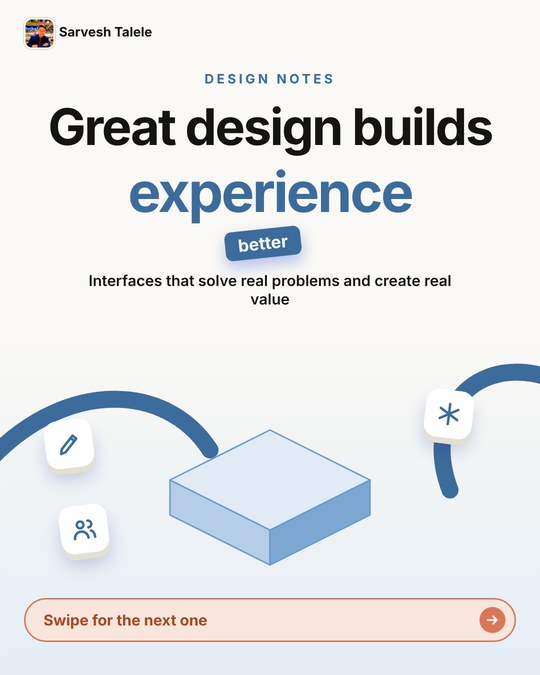 Sarvesh Talele
DESIGN NOTES
Great design builds
experience
better
Interfaces that solve real problems and create real
value
Swipe for the next one